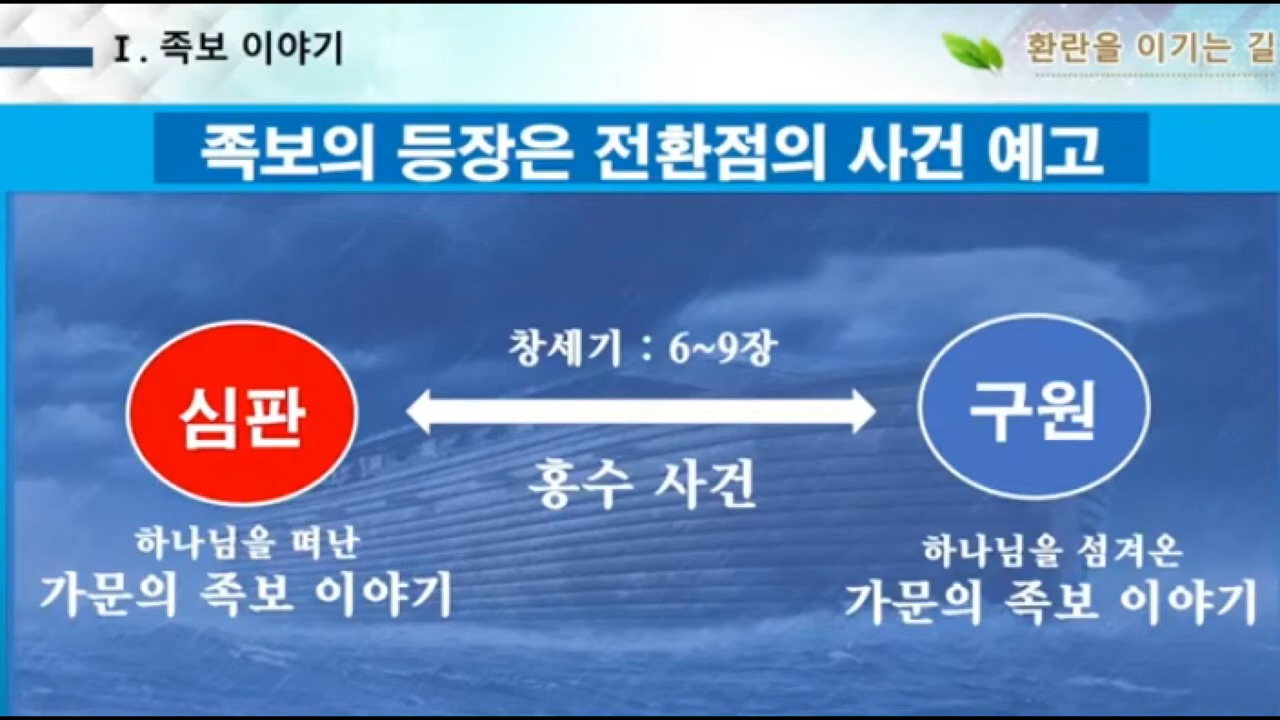 Ⅰ. 족보 이야기
환란을 이기는 길
족보의 등장은 전환점의 사건 예고
창세기 : 6~9장
심판
구원
홍수 사건
하나님을 떠난
가문의 족보 이야기
하나님을 섬겨온
가문의 족보 이야기